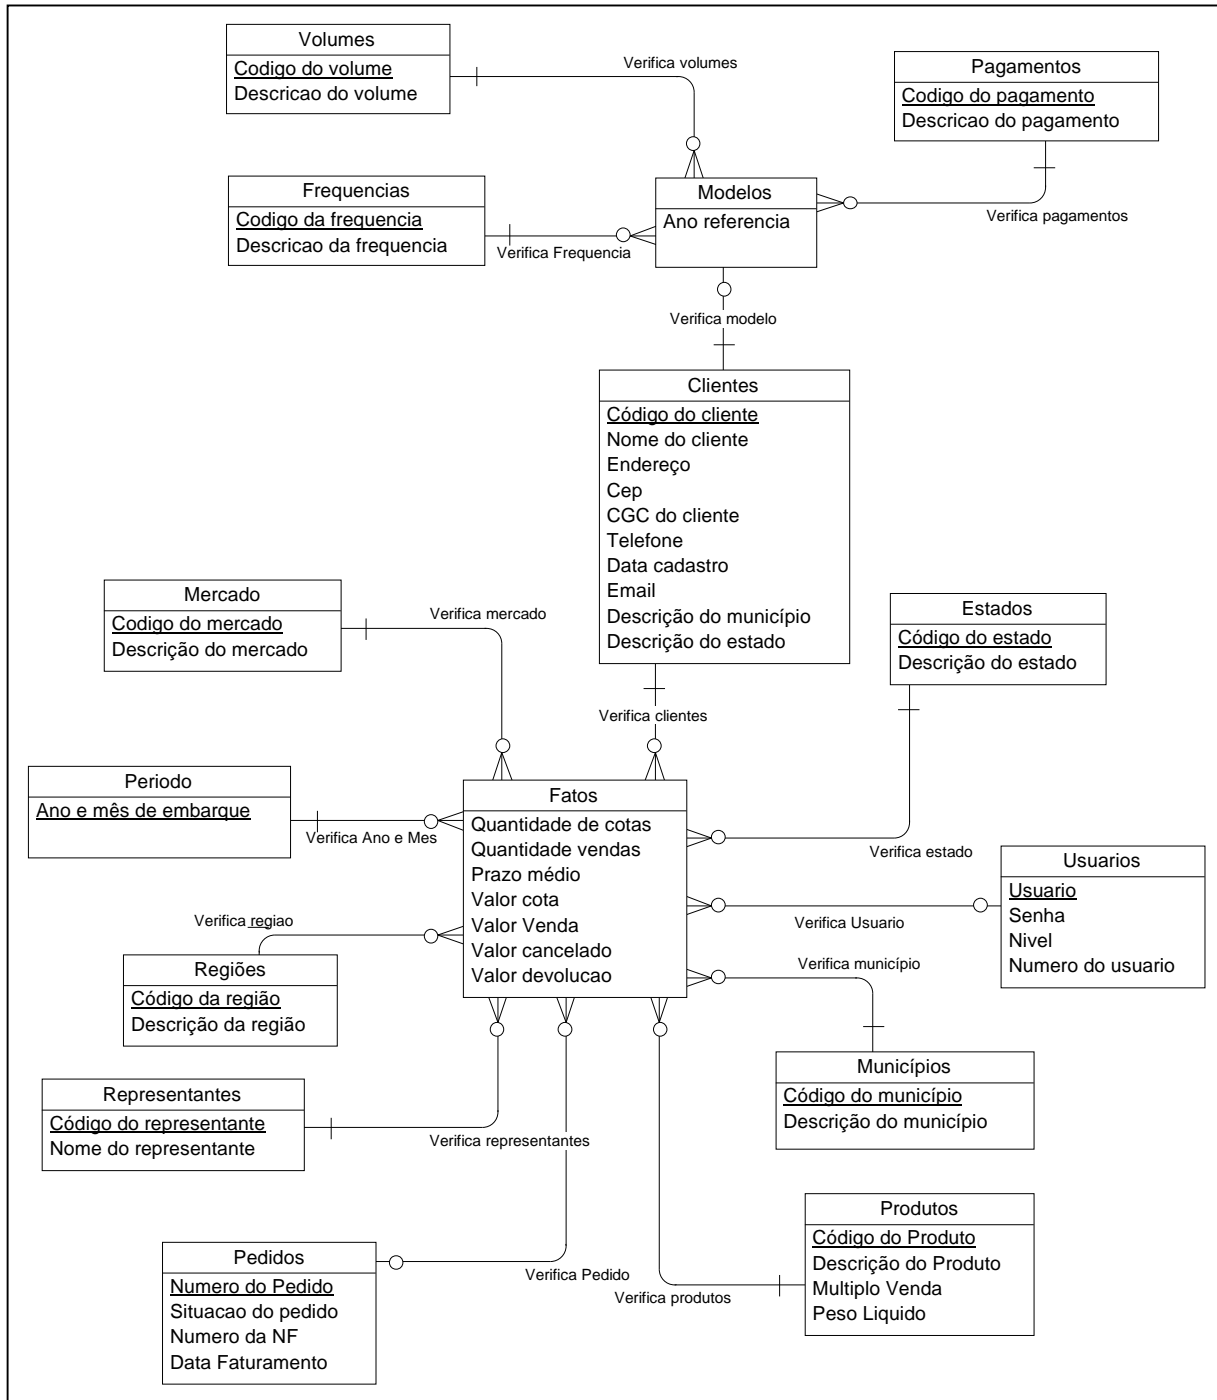 Volumes
Codigo do volume
Descricao do volume
Verifica volumes
Pagamentos
Codigo do pagamento
Descricao do pagamento
Verifica pagamentos
Frequencias
Codigo da frequencia
Descricao da frequencia
Verifica Frequencia
Modelos
Ano referencia
Verifica modelo
Clientes
Código do cliente
Nome do cliente
Endereço
Cep
CGC do cliente
Telefone
Data cadastro
Email
Descrição do município
Descrição do estado
Verifica clientes
Mercado
Codigo do mercado
Descrição do mercado
Verifica mercado
Estados
Código do estado
Descrição do estado
Verifica estado
Periodo
Ano e mês de embarque
Verifica Ano e Mes
Fatos
Quantidade de cotas
Quantidade vendas
Prazo médio
Valor cota
Valor Venda
Valor cancelado
Valor devolucao
Usuarios
Usuario
Senha
Nivel
Numero do usuario
Verifica Usuario
Verifica regiao
Regiões
Código da região
Descrição da região
Verifica município
Municípios
Código do município
Descrição do município
Representantes
Código do representante
Nome do representante
Verifica representantes
Pedidos
Numero do Pedido
Situacao do pedido
Numero da NF
Data Faturamento
Verifica Pedido
Verifica produtos
Produtos
Código do Produto
Descrição do Produto
Multiplo Venda
Peso Liquido